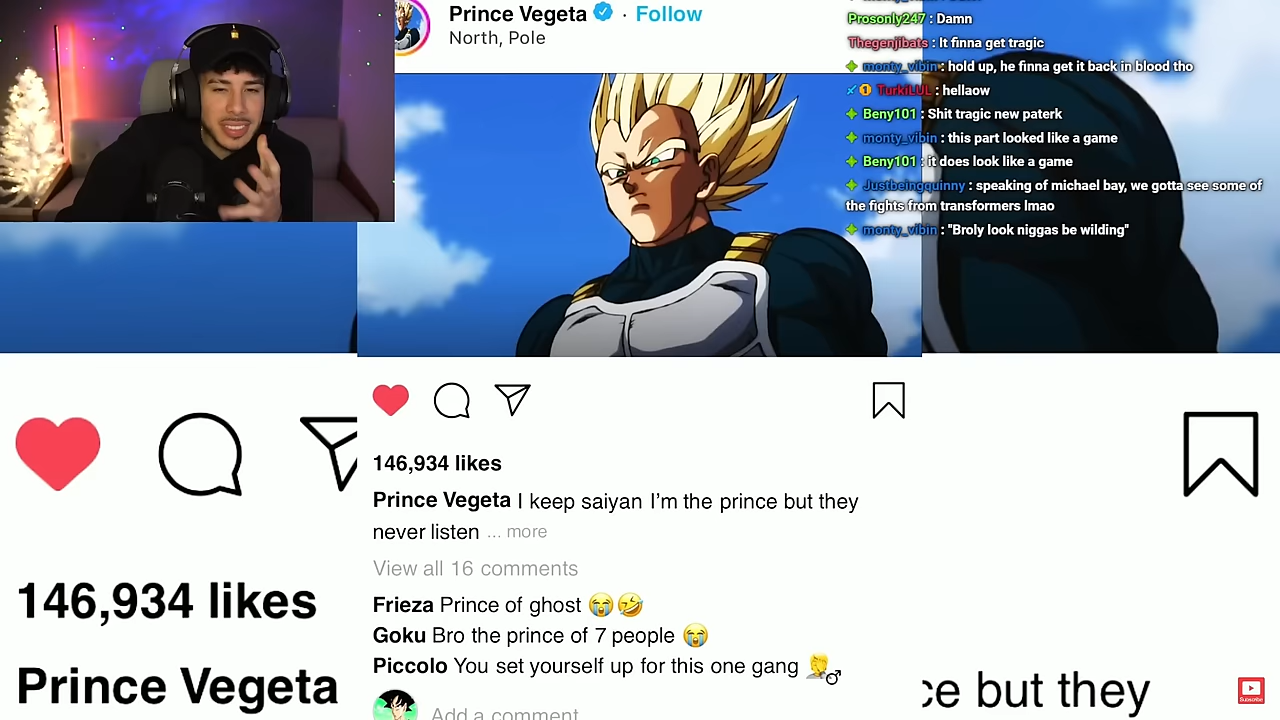 Prince Vegeta · Follow
North, Pole
Prosonly247 : Damn
Thegenjibats : It finna get tragic
monty_vibin : hold up, he finna get it back in blood tho
TurkiLUL : hellaow
Beny101 : Shit tragic new paterk
monty_vibin : this part looked like a game
Beny101 : it does look like a game
Justbeingquinny : speaking of michael bay, we gotta see some of
the fights from transformers lmao
monty_vibin : "Broly look niggas be wilding"
146,934 likes
Prince Vegeta I keep saiyan I’m the prince but they
never listen ... more
View all 16 comments
Frieza Prince of ghost 😭🤣
Goku Bro the prince of 7 people 😭
Piccolo You set yourself up for this one gang 🤦♂
Add a comment
146,934 likes
Prince Vegeta
ce but they
Subscribe